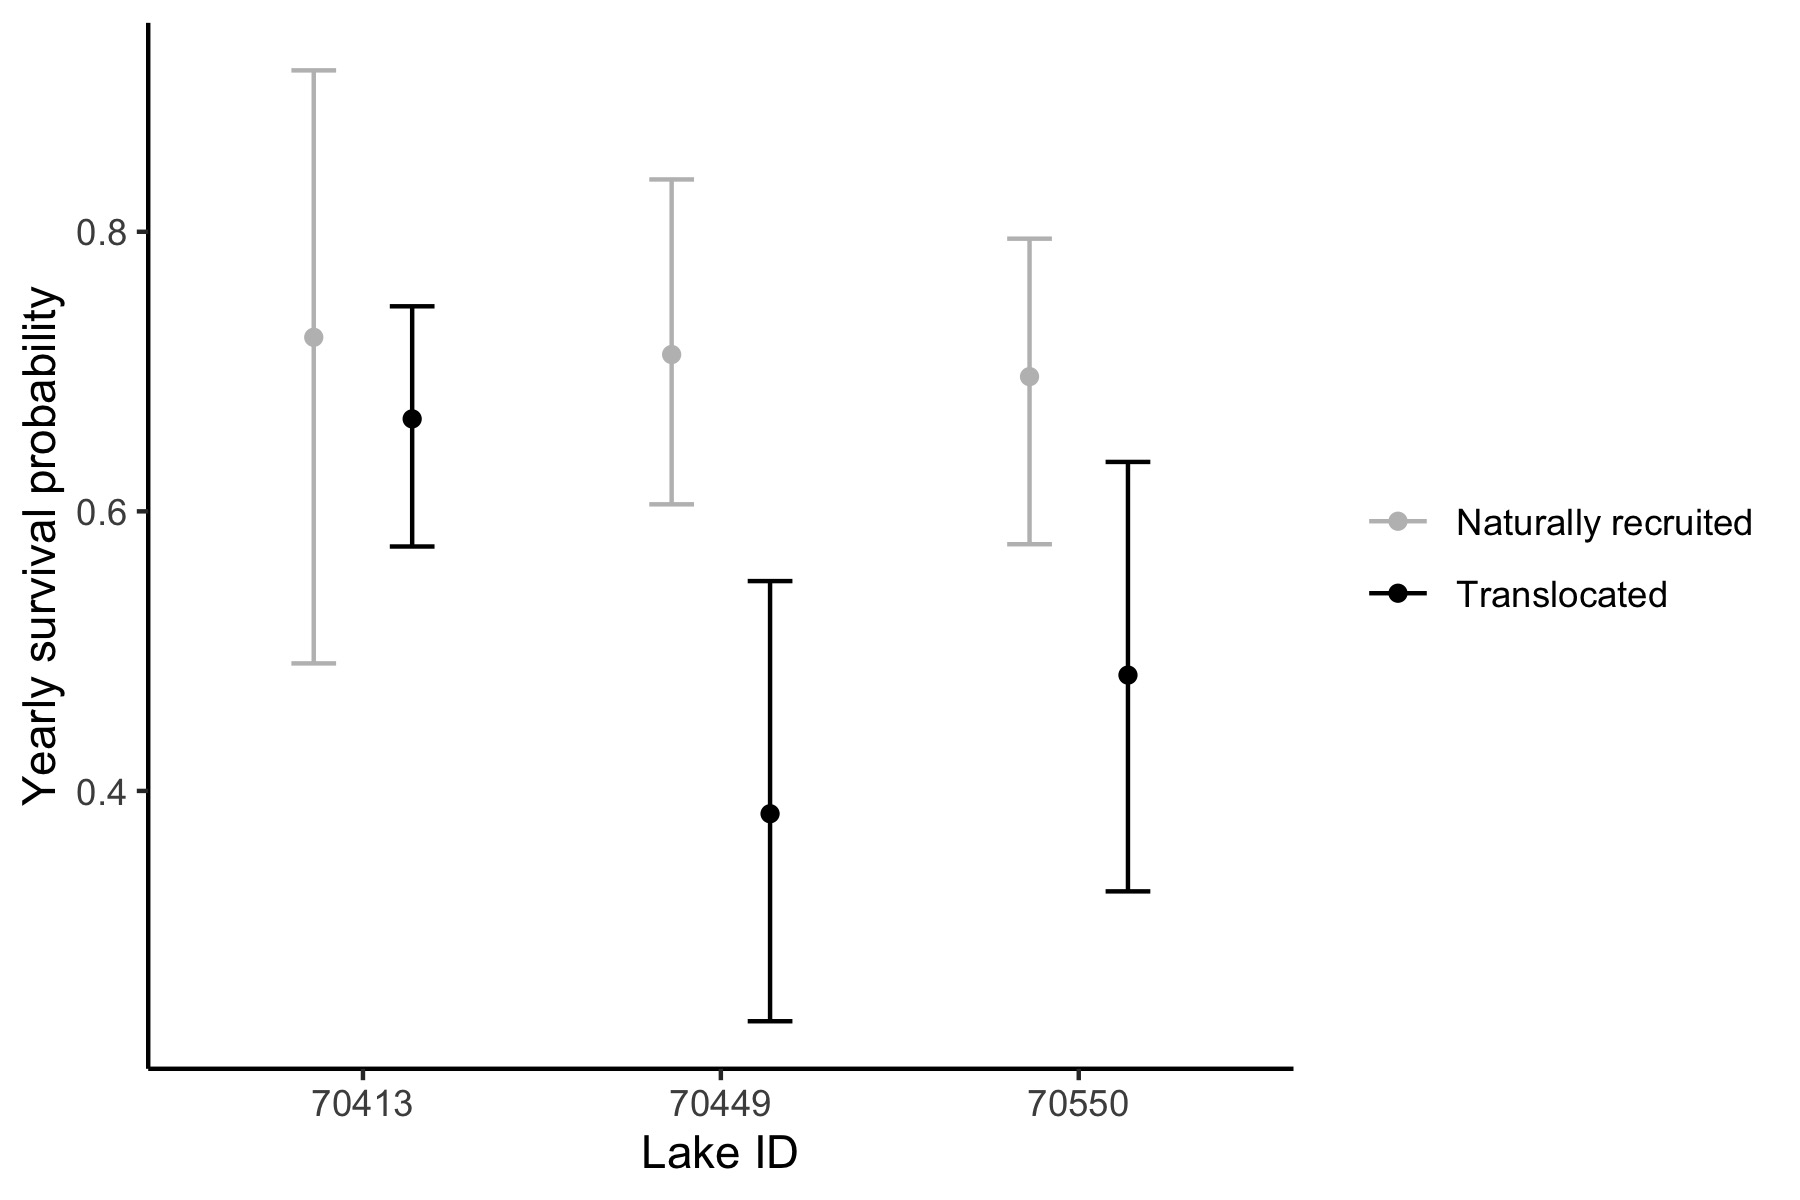 Yearly survival probability
0.8
0.6
0.4
70413
70449
70550
Lake ID
Naturally recruited
Translocated